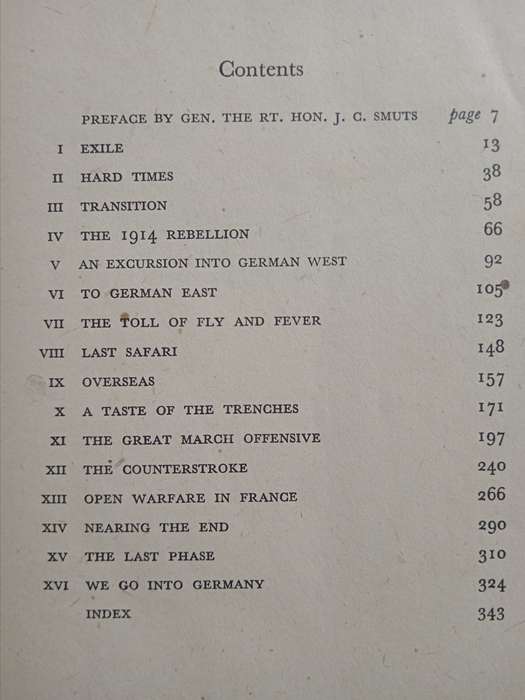 Contents
PREFACE BY GEN. THE RT. HON. J. C. SMUTS page 7
I EXILE 13
II HARD TIMES 38
III TRANSITION 58
IV THE 1914 REBELLION 66
V AN EXCURSION INTO GERMAN WEST 92
VI TO GERMAN EAST 105
VII THE TOLL OF FLY AND FEVER 123
VIII LAST SAFARI 148
IX OVERSEAS 157
X A TASTE OF THE TRENCHES 171
XI THE GREAT MARCH OFFENSIVE 197
XII THE COUNTERSTROKE 240
XIII OPEN WARFARE IN FRANCE 266
XIV NEARING THE END 290
XV THE LAST PHASE 310
XVI WE GO INTO GERMANY 324
INDEX 343